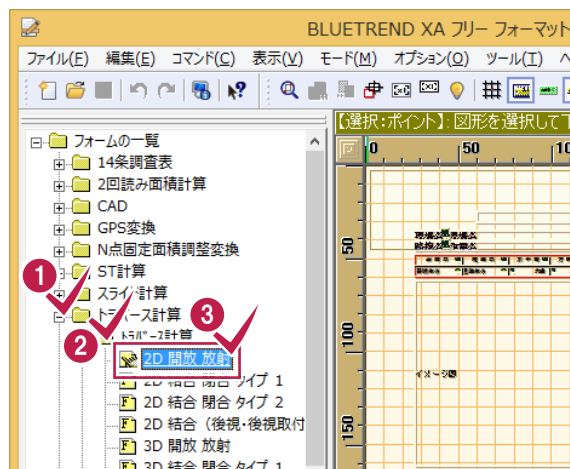 BLUETREND XA フリー フォーマット
ファイル(F) 編集(E) コマンド(C) 表示(V) モード(M) オプション(O) ツール(T) ヘ
【選択:ポイント】: 図形を選択して下
0 50 10
フォームの一覧
14条調査表
2回読み面積計算
CAD
GPS変換
N点固定面積調整変換
ST計算
1
スライド計算
トラバース計算
2
3
トラバース計算
2D 開放 放射
2D 結合 閉合 タイプ 1
2D 結合 閉合 タイプ 2
2D 結合（後視・後視取付
3D 開放 放射
3D 結合 閉合 タイプ 1
50
100
150
イメージ図